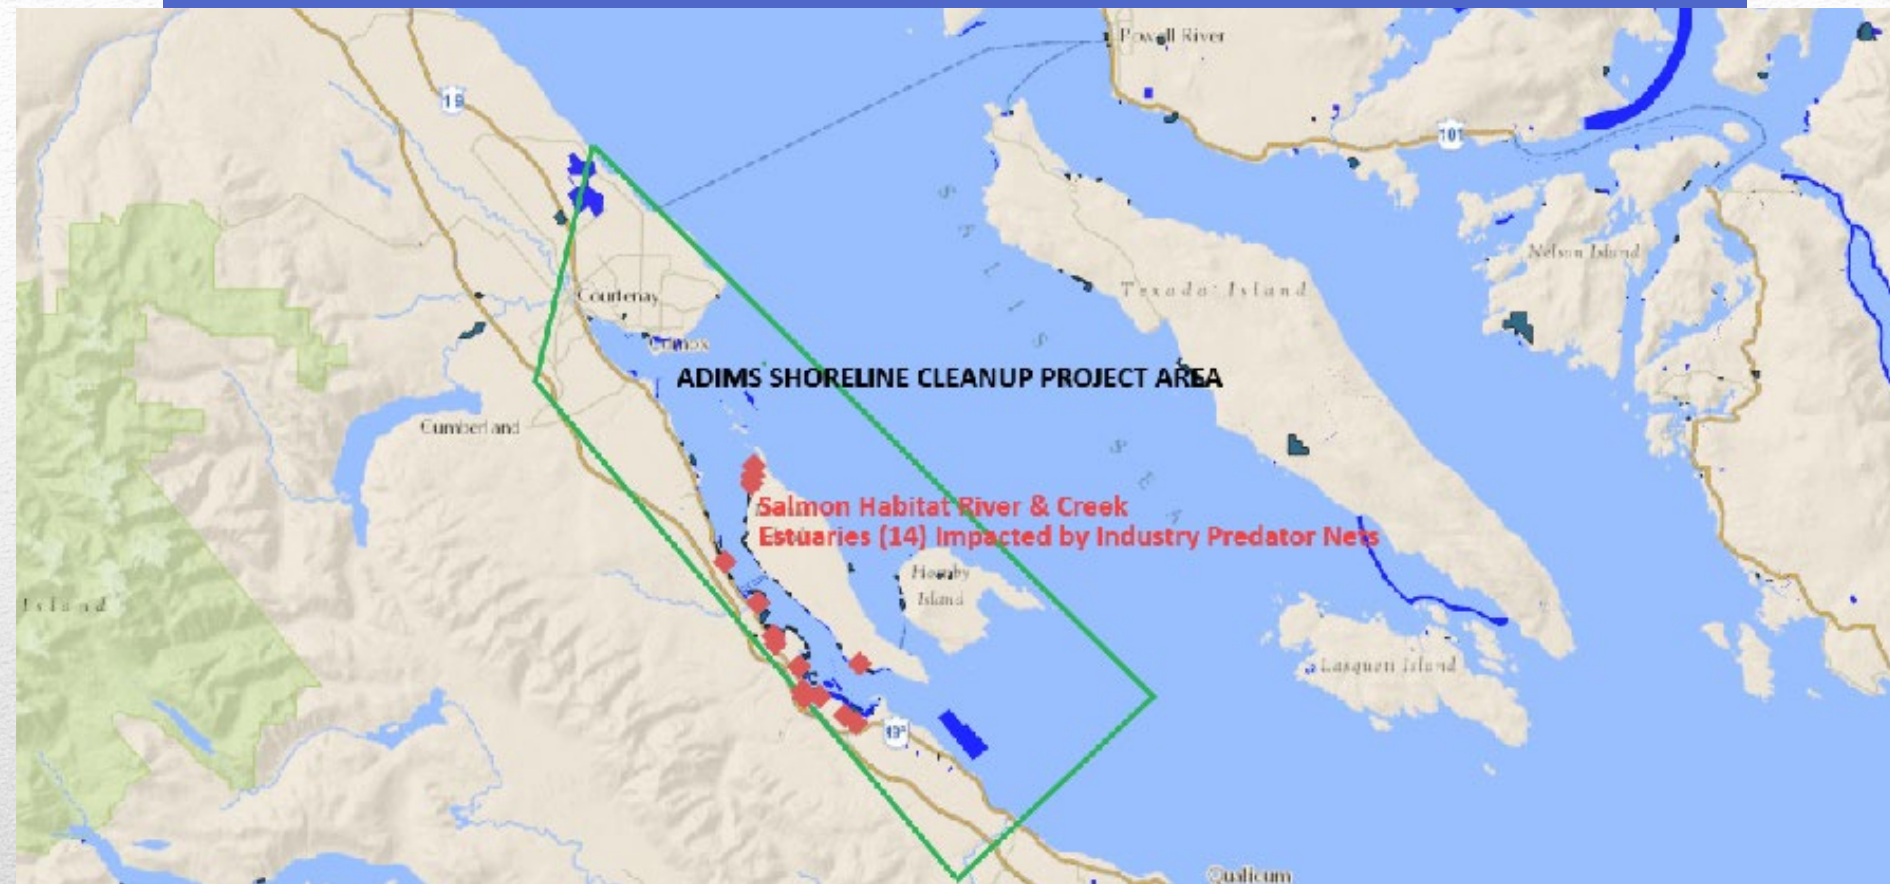 Powell River
19
101
Nelson Island
Courtenay
Texada Island
Comox
ADIMS SHORELINE CLEANUP PROJECT AREA
Cumberland
Salmon Habitat River & Creek
Estuaries (14) Impacted by Industry Predator Nets
Hornby
Island
Island
Lasqueti Island
19A
Qualicum